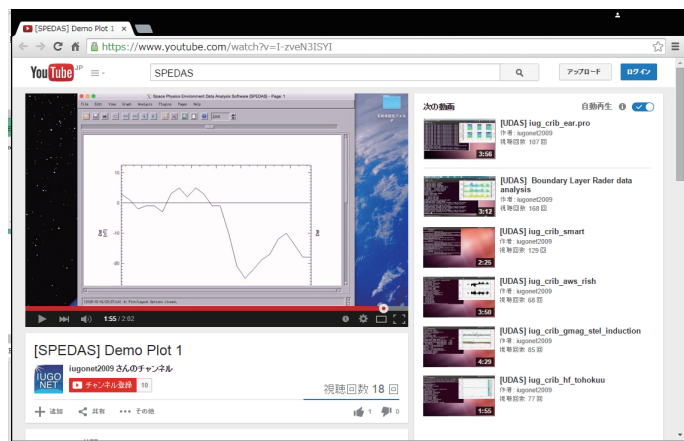 [SPEDAS] Demo Plot 1
https://www.youtube.com/watch?v=I-zveN3ISYI
YouTube JP
SPEDAS
アップロード
ログイン
Space Physics Environment Data Analysis Software (SPEDAS) - Page: 1
File Edit View Graph Analysis Plugins Pages Help
10
0
-10
-20
Dst
[nT]
Dst
1:55 / 2:02
[SPEDAS] Demo Plot 1
IUGO
NET
iugonet2009 さんのチャンネル
チャンネル登録 10
視聴回数 18 回
追加 共有 その他
1 0
次の動画 自動再生
[UDAS] iug_crib_ear.pro
作者: iugonet2009
視聴回数 107 回
3:56
[UDAS] Boundary Layer Rader data
analysis
作者: iugonet2009
視聴回数 168 回
3:12
[UDAS] iug_crib_smart
作者: iugonet2009
視聴回数 129 回
2:25
[UDAS] iug_crib_aws_rish
作者: iugonet2009
視聴回数 68 回
3:50
[UDAS] iug_crib_gmag_stel_induction
作者: iugonet2009
視聴回数 85 回
4:29
[UDAS] iug_crib_hf_tohokuu
作者: iugonet2009
視聴回数 77 回
1:55